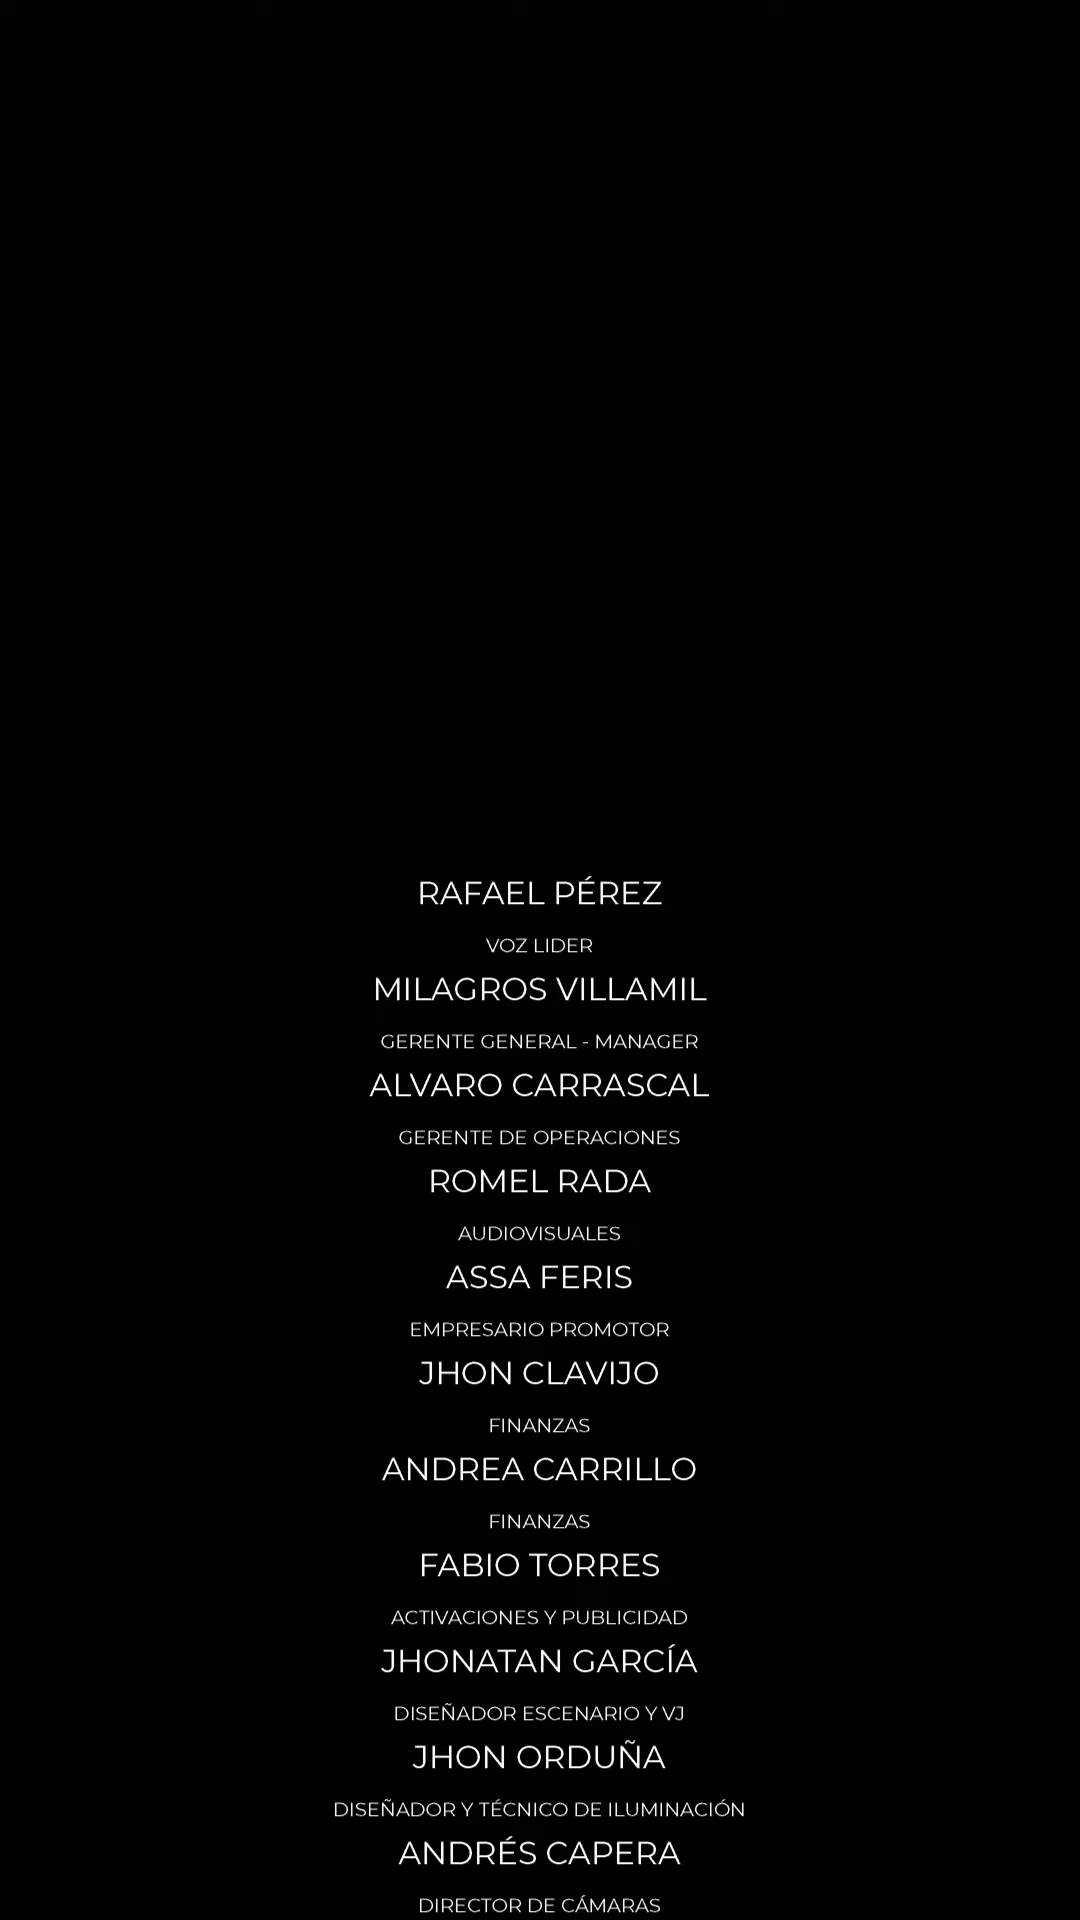 RAFAEL PÉREZ
VOZ LIDER
MILAGROS VILLAMIL
GERENTE GENERAL - MANAGER
ALVARO CARRASCAL
GERENTE DE OPERACIONES
ROMEL RADA
AUDIOVISUALES
ASSA FERIS
EMPRESARIO PROMOTOR
JHON CLAVIJO
FINANZAS
ANDREA CARRILLO
FINANZAS
FABIO TORRES
ACTIVACIONES Y PUBLICIDAD
JHONATAN GARCÍA
DISEÑADOR ESCENARIO Y VJ
JHON ORDUÑA
DISEÑADOR Y TÉCNICO DE ILUMINACIÓN
ANDRÉS CAPERA
DIRECTOR DE CÁMARAS